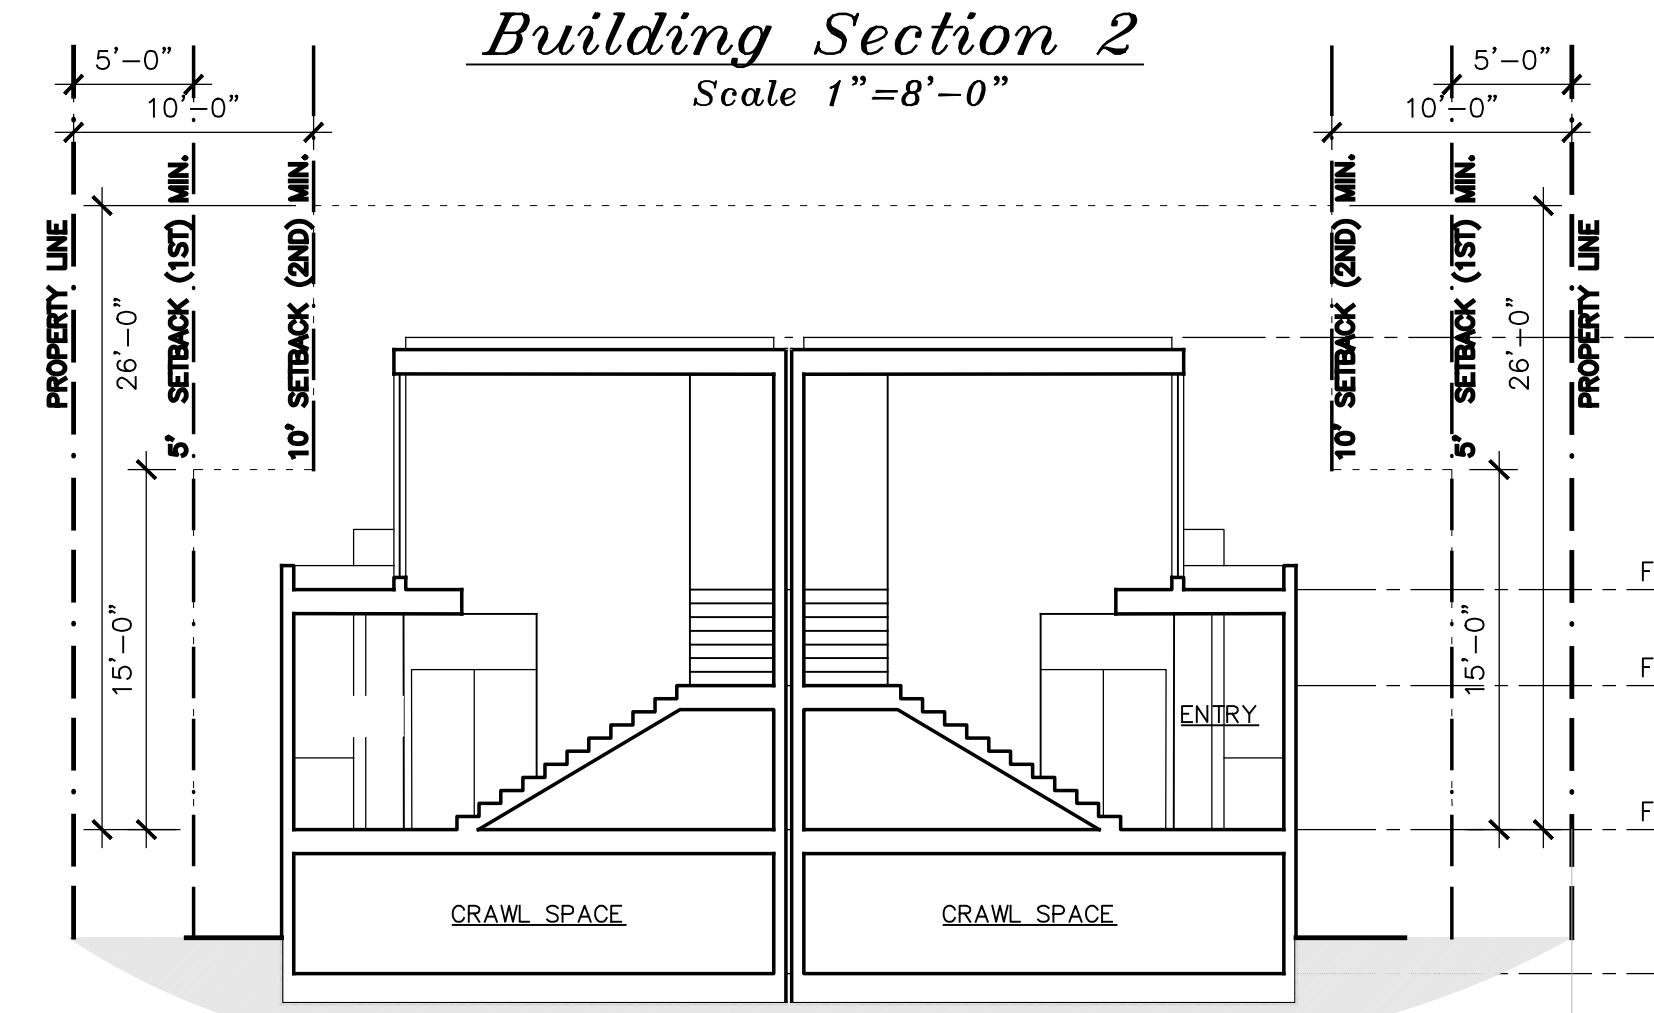 Building Section 2
Scale 1"=8'-0"
5'-0"
5'-0"
10'-0"
10'-0"
PROPERTY LINE
5' SETBACK (1ST) MIN.
10' SETBACK (2ND) MIN.
10' SETBACK (2ND) MIN.
5' SETBACK (1ST) MIN.
PROPERTY LINE
26'-0"
26'-0"
F
15'-0"
15'-0"
F
ENTRY
F
CRAWL SPACE
CRAWL SPACE